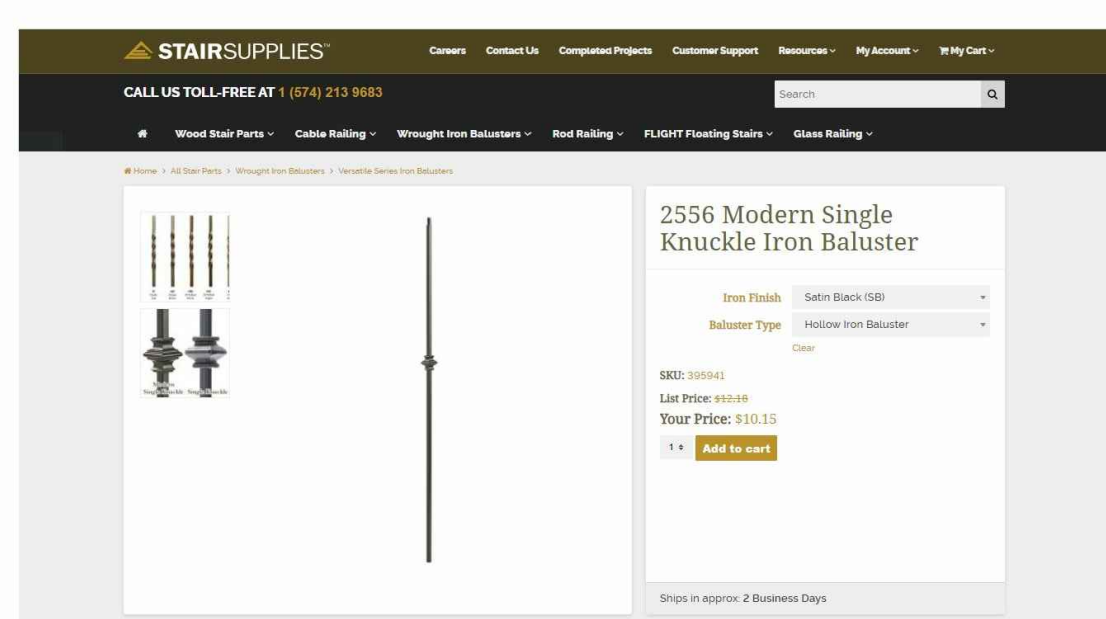 STAIRSUPPLIES™
Careers Contact Us Completed Projects Customer Support Resources My Account My Cart
CALL US TOLL-FREE AT 1 (574) 213 9683
Search
Wood Stair Parts Cable Railing Wrought Iron Balusters Rod Railing FLIGHT Floating Stairs Glass Railing
Home > All Stair Parts > Wrought Iron Balusters > Versatile Series Iron Balusters
2556 Modern Single
Knuckle Iron Baluster
Iron Finish Satin Black (SB)
Baluster Type Hollow Iron Baluster
Clear
SKU: 395941
List Price: $12.18
Your Price: $10.15
1 Add to cart
Single Knuckle
Ships in approx: 2 Business Days